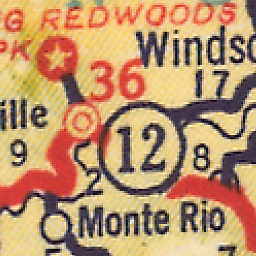 G REDWOODS
PK
Windso
36
17
ille
12
9
8
2
Monte Rio